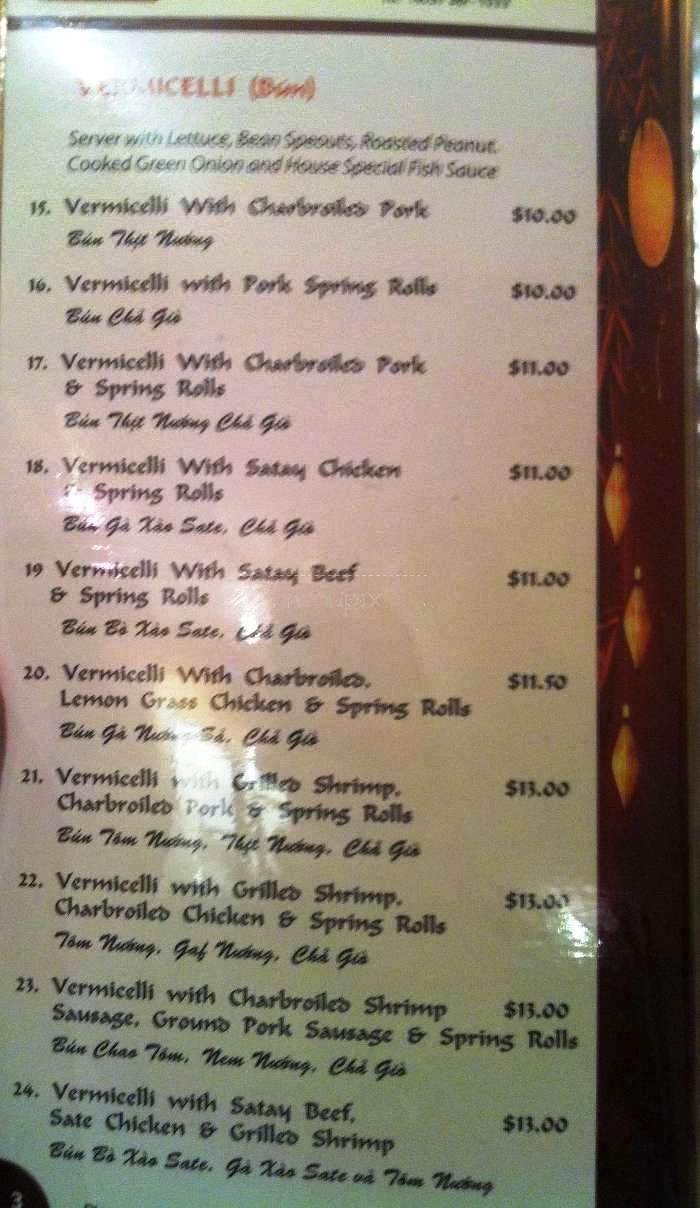 VERMICELLI (Bún)
Server with Lettuce, Bean Speouts, Roasted Peanut,
Cooked Green Onion and House Special Fish Sauce
15. Vermicelli With Charbroiled Pork $10.00
Bún Thịt Nướng
16. Vermicelli with Pork Spring Rolls $10.00
Bún Chả Giò
17. Vermicelli With Charbroiled Pork $11.00
& Spring Rolls
Bún Thịt Nướng Chả Giò
18. Vermicelli With Satay Chicken $11.00
& Spring Rolls
Bún Gà Xào Sate, Chả Giò
19 Vermicelli With Satay Beef $11.00
& Spring Rolls
Bún Bò Xào Sate, Chả Giò
20. Vermicelli With Charbroiled, $11.50
Lemon Grass Chicken & Spring Rolls
Bún Gà Nướng Sả, Chả Giò
21. Vermicelli with Grilled Shrimp, $13.00
Charbroiled Pork & Spring Rolls
Bún Tôm Nướng, Thịt Nướng, Chả Giò
22. Vermicelli with Grilled Shrimp, $13.00
Charbroiled Chicken & Spring Rolls
Tôm Nướng, Gaf Nướng, Chả Giò
23. Vermicelli with Charbroiled Shrimp $13.00
Sausage, Ground Pork Sausage & Spring Rolls
Bún Chao Tôm, Nem Nướng, Chả Giò
24. Vermicelli with Satay Beef, $13.00
Sate Chicken & Grilled Shrimp
Bún Bò Xào Sate, Gà Xào Sate và Tôm Nướng
3